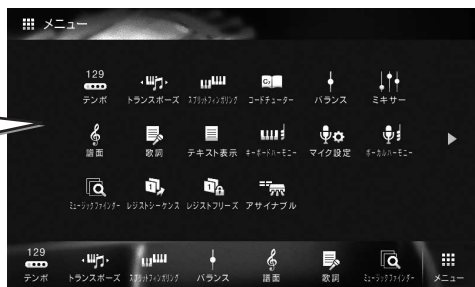 メニュー
129
テンポ トランスポーズ スプリット/フィンガリング コードチューター バランス ミキサー
譜面 歌詞 テキスト表示 キーボードハーモニー マイク設定 ボーカルハーモニー
ミュージックファインダー レジストシーケンス レジストフリーズ アサイナブル
129
テンポ トランスポーズ スプリット/フィンガリング バランス 譜面 歌詞 ミュージックファインダー メニュー